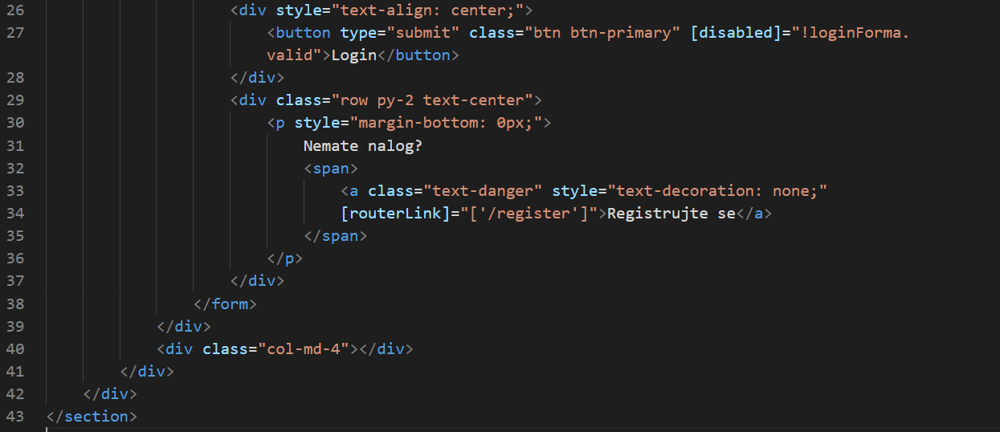 26 <div style="text-align: center;">
27 <button type="submit" class="btn btn-primary" [disabled]="!loginForma.
valid">Login</button>
28 </div>
29 <div class="row py-2 text-center">
30 <p style="margin-bottom: 0px;">
31 Nemate nalog?
32 <span>
33 <a class="text-danger" style="text-decoration: none;"
34 [routerLink]="['/register']">Registrujte se</a>
35 </span>
36 </p>
37 </div>
38 </form>
39 </div>
40 <div class="col-md-4"></div>
41 </div>
42 </div>
43 </section>